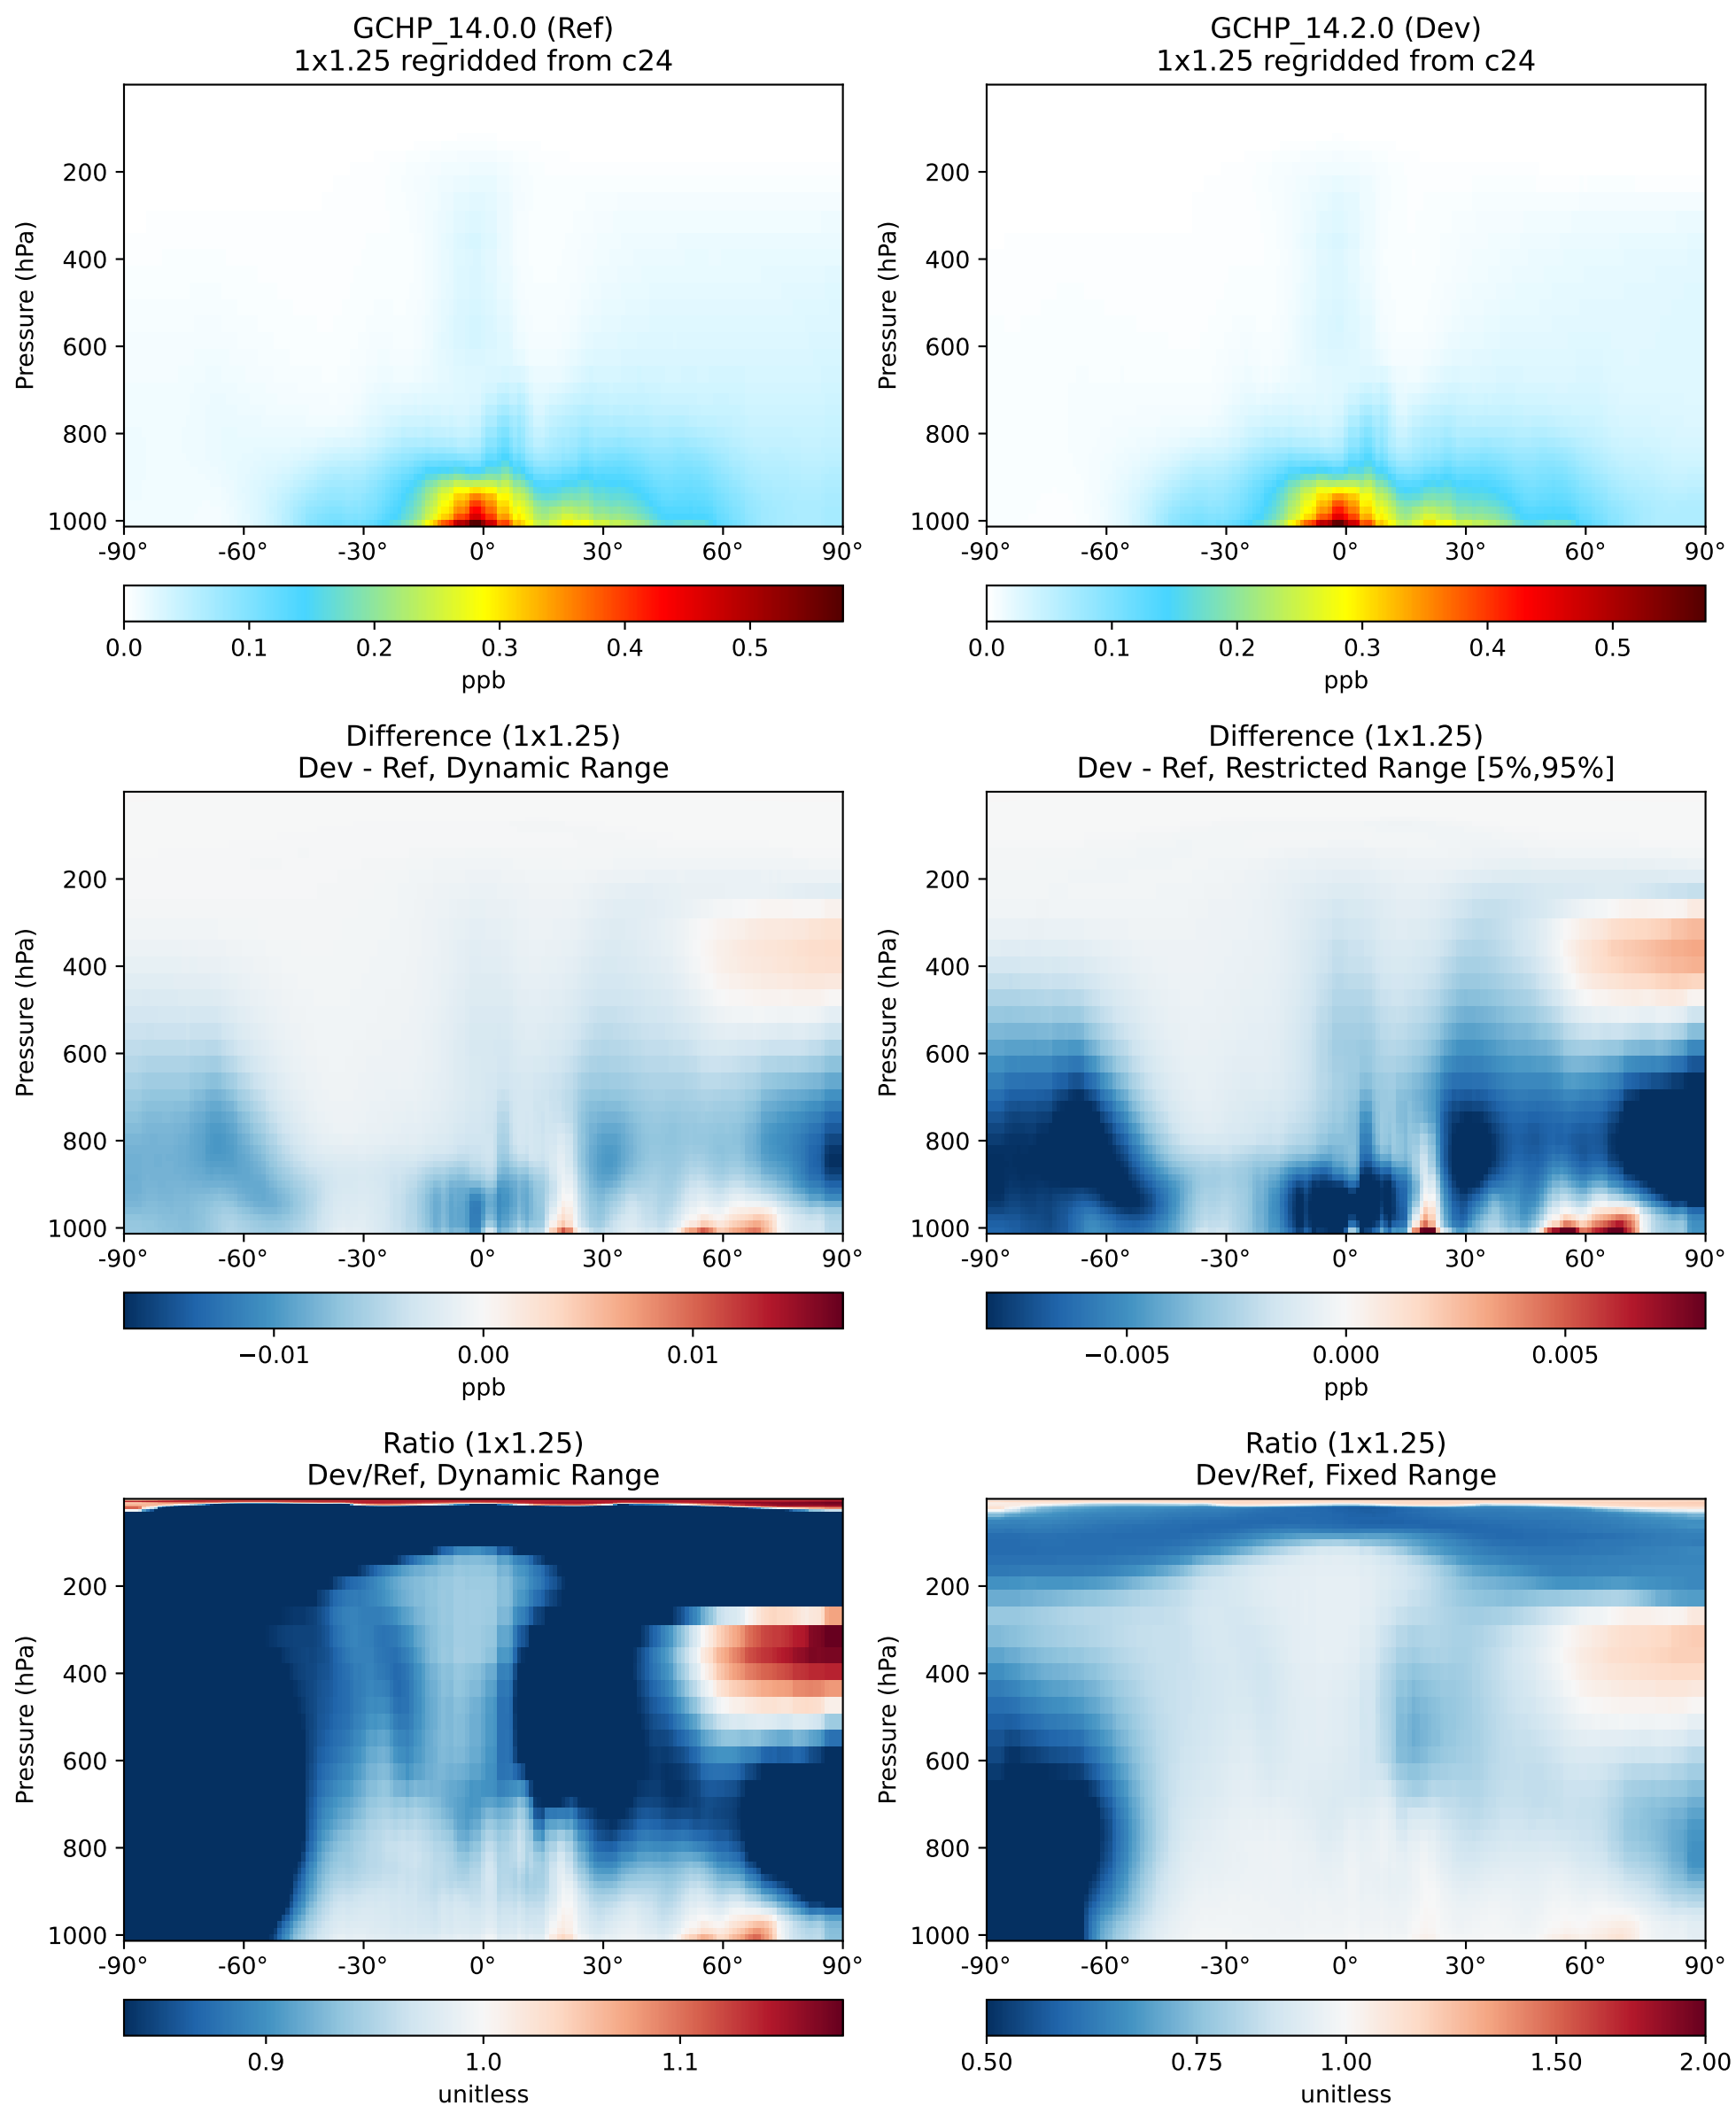 GCHP_14.0.0 (Ref)
1x1.25 regridded from c24
Pressure (hPa)
200
400
600
800
1000
-90° -60° -30° 0° 30° 60° 90°
0.0 0.1 0.2 0.3 0.4 0.5
ppb
GCHP_14.2.0 (Dev)
1x1.25 regridded from c24
Pressure (hPa)
200
400
600
800
1000
-90° -60° -30° 0° 30° 60° 90°
0.0 0.1 0.2 0.3 0.4 0.5
ppb
Difference (1x1.25)
Dev - Ref, Dynamic Range
Pressure (hPa)
200
400
600
800
1000
-90° -60° -30° 0° 30° 60° 90°
−0.01 0.00 0.01
ppb
Difference (1x1.25)
Dev - Ref, Restricted Range [5%,95%]
Pressure (hPa)
200
400
600
800
1000
-90° -60° -30° 0° 30° 60° 90°
−0.005 0.000 0.005
ppb
Ratio (1x1.25)
Dev/Ref, Dynamic Range
Pressure (hPa)
200
400
600
800
1000
-90° -60° -30° 0° 30° 60° 90°
0.9 1.0 1.1
unitless
Ratio (1x1.25)
Dev/Ref, Fixed Range
Pressure (hPa)
200
400
600
800
1000
-90° -60° -30° 0° 30° 60° 90°
0.50 0.75 1.00 1.50 2.00
unitless